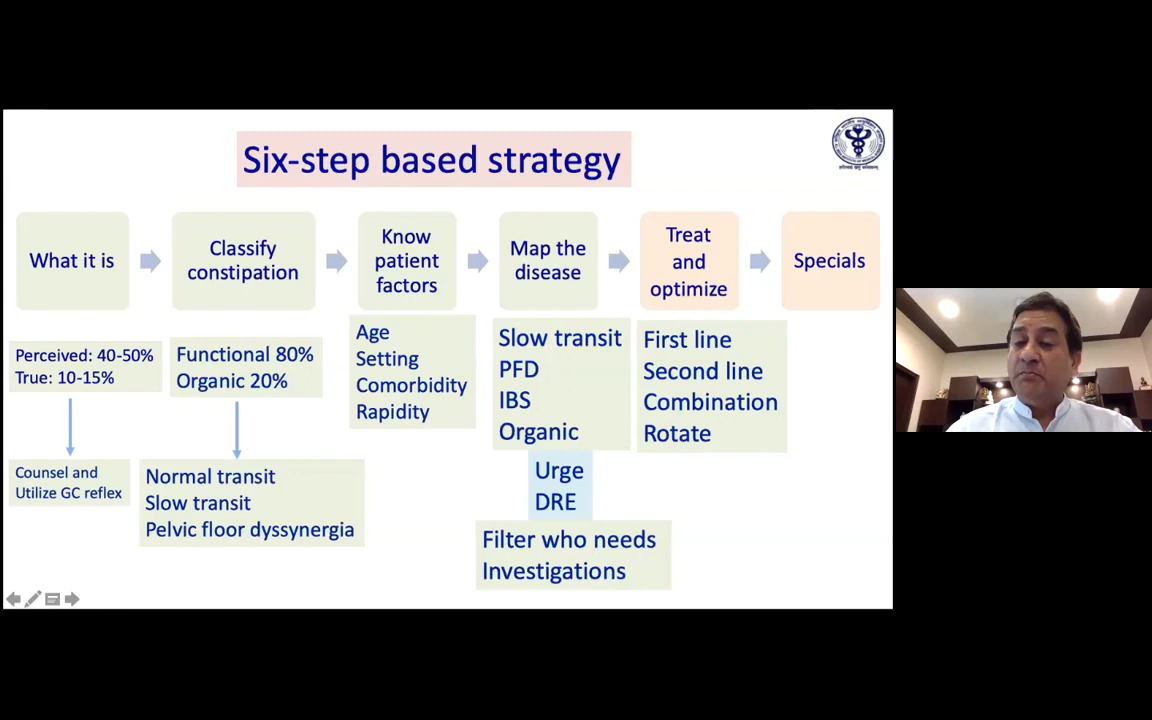 Six-step based strategy
What it is
Classify
constipation
Know
patient
factors
Map the
disease
Treat
and
optimize
Specials
Perceived: 40-50%
True: 10-15%
Counsel and
Utilize GC reflex
Functional 80%
Organic 20%
Normal transit
Slow transit
Pelvic floor dyssynergia
Age
Setting
Comorbidity
Rapidity
Slow transit
PFD
IBS
Organic
Urge
DRE
Filter who needs
Investigations
First line
Second line
Combination
Rotate